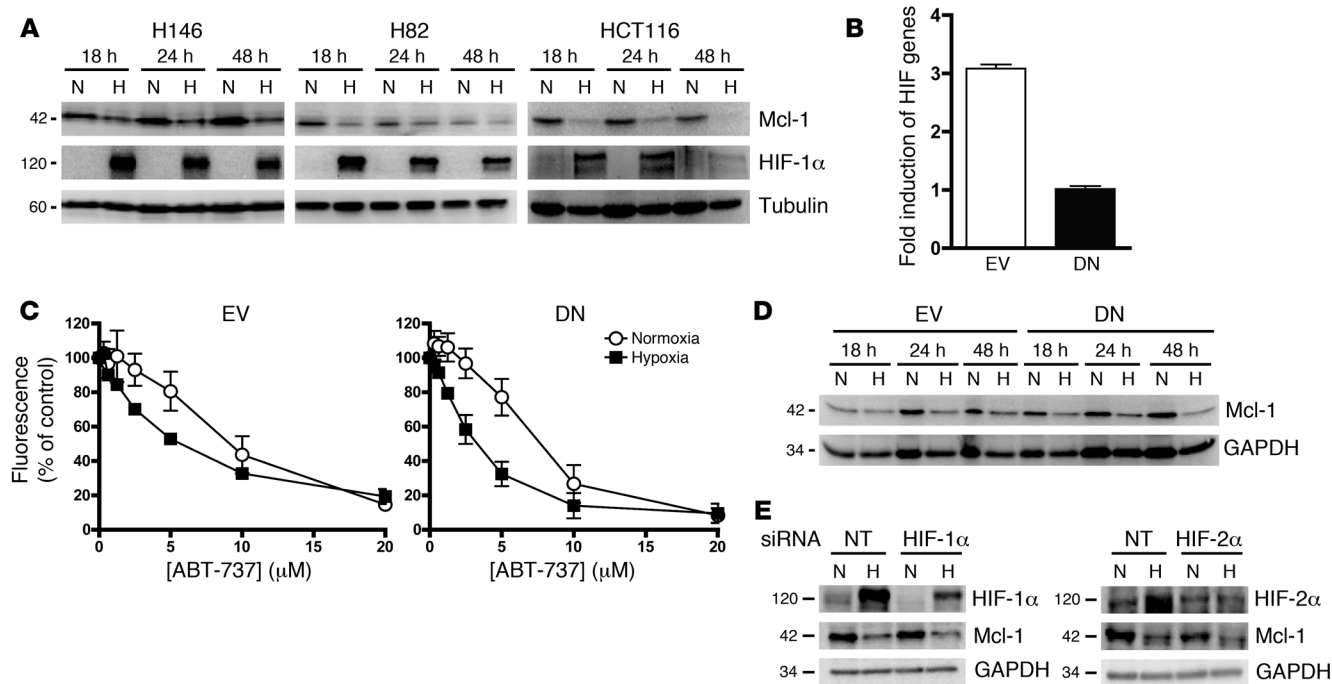 A
H146 H82 HCT116
18 h 24 h 48 h 18 h 24 h 48 h 18 h 24 h 48 h
N H N H N H N H N H N H N H N H N H
42 Mcl-1
120 HIF-1α
60 Tubulin
B
Fold induction of HIF genes
4
3
2
1
0
EV DN
C
EV DN
Normoxia
Hypoxia
Fluorescence
(% of control)
120 120
100 100
80 80
60 60
40 40
20 20
0 0
0 5 10 15 20 0 5 10 15 20
[ABT-737] (μM) [ABT-737] (μM)
D
EV DN
18 h 24 h 48 h 18 h 24 h 48 h
N H N H N H N H N H N H
42 Mcl-1
34 GAPDH
E
siRNA NT HIF-1α NT HIF-2α
N H N H N H N H
120 HIF-1α 120 HIF-2α
42 Mcl-1 42 Mcl-1
34 GAPDH 34 GAPDH